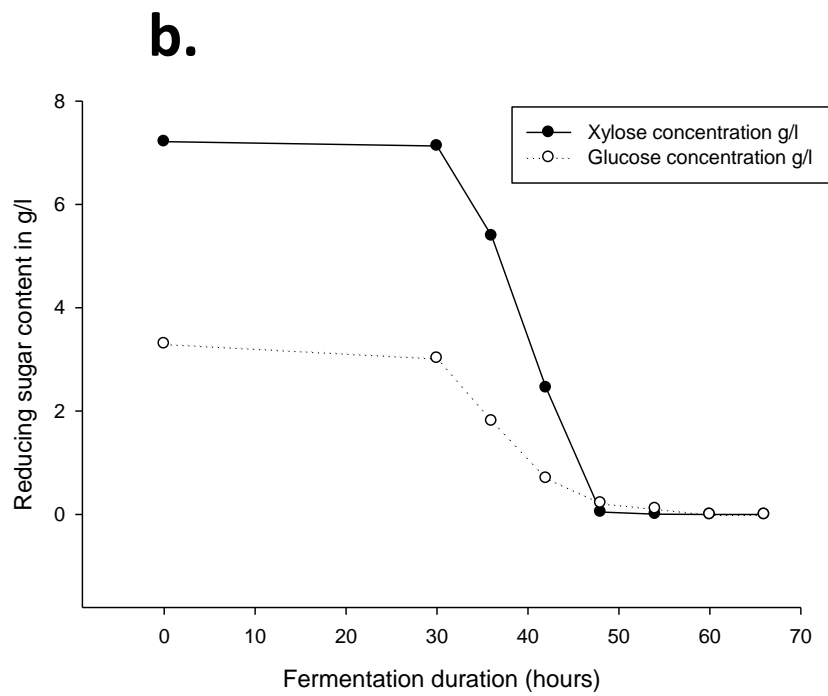 b.
8
6
4
2
0
Xylose concentration g/l
Glucose concentration g/l
Reducing sugar content in g/l
0 10 20 30 40 50 60 70
Fermentation duration (hours)